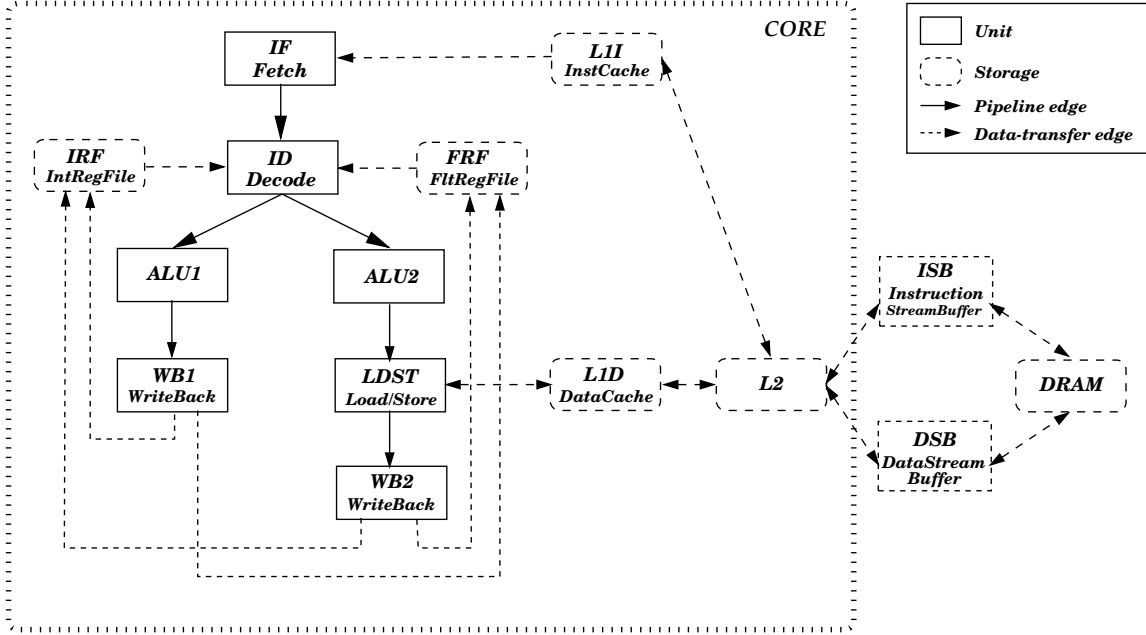 CORE
IF
Fetch
L1I
InstCache
Unit
Storage
Pipeline edge
Data-transfer edge
IRF
IntRegFile
ID
Decode
FRF
FltRegFile
ALU1
ALU2
ISB
Instruction
StreamBuffer
WB1
WriteBack
LDST
Load/Store
L1D
DataCache
L2
DRAM
DSB
DataStream
Buffer
WB2
WriteBack